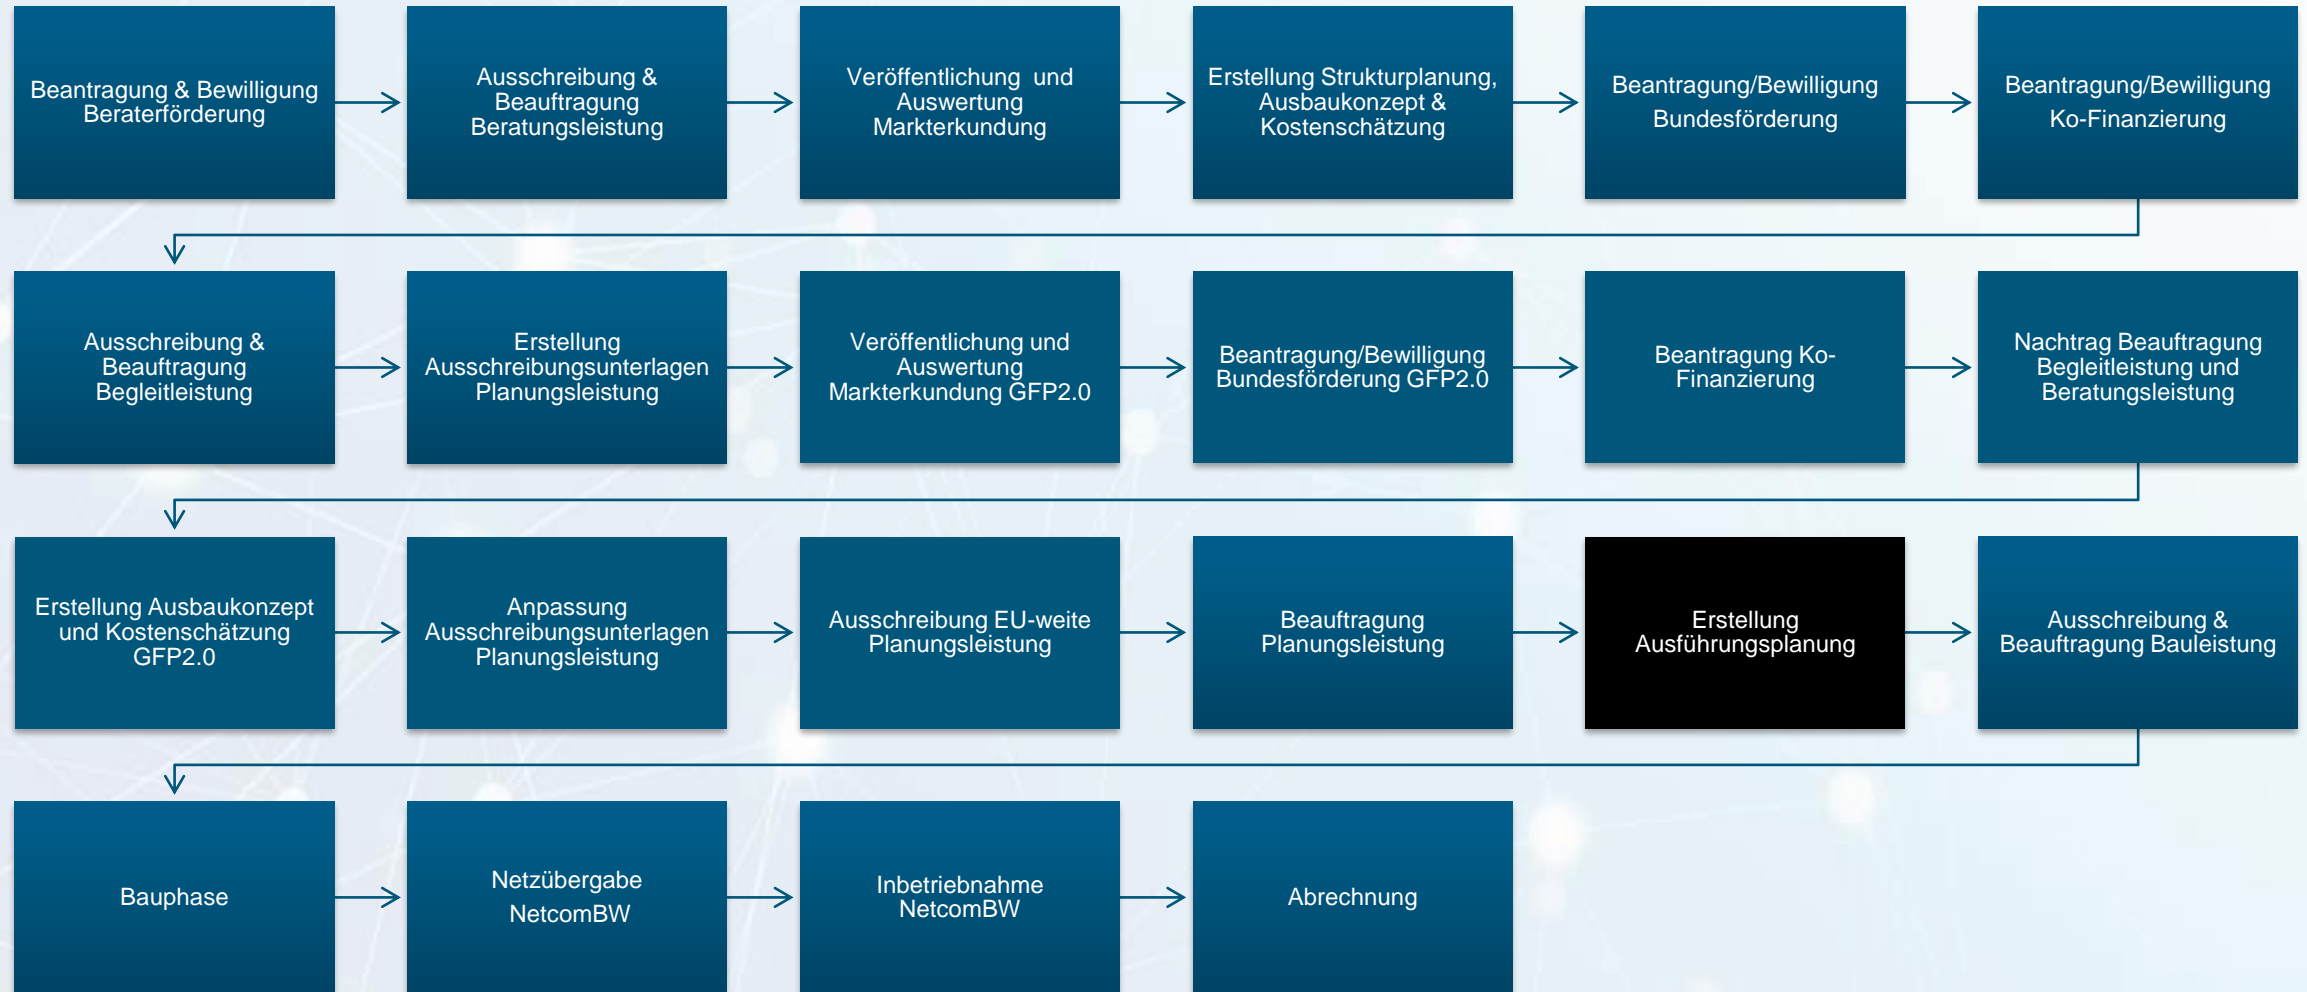 Beantragung & Bewilligung
Beraterförderung
Ausschreibung &
Beauftragung
Beratungsleistung
Veröffentlichung und
Auswertung
Markterkundung
Erstellung Strukturplanung,
Ausbaukonzept &
Kostenschätzung
Beantragung/Bewilligung
Bundesförderung
Beantragung/Bewilligung
Ko-Finanzierung
Ausschreibung &
Beauftragung
Begleitleistung
Erstellung
Ausschreibungsunterlagen
Planungsleistung
Veröffentlichung und
Auswertung
Markterkundung GFP2.0
Beantragung/Bewilligung
Bundesförderung GFP2.0
Beantragung Ko-
Finanzierung
Nachtrag Beauftragung
Begleitleistung und
Beratungsleistung
Erstellung Ausbaukonzept
und Kostenschätzung
GFP2.0
Anpassung
Ausschreibungsunterlagen
Planungsleistung
Ausschreibung EU-weite
Planungsleistung
Beauftragung
Planungsleistung
Erstellung
Ausführungsplanung
Ausschreibung &
Beauftragung Bauleistung
Bauphase
Netzübergabe
NetcomBW
Inbetriebnahme
NetcomBW
Abrechnung